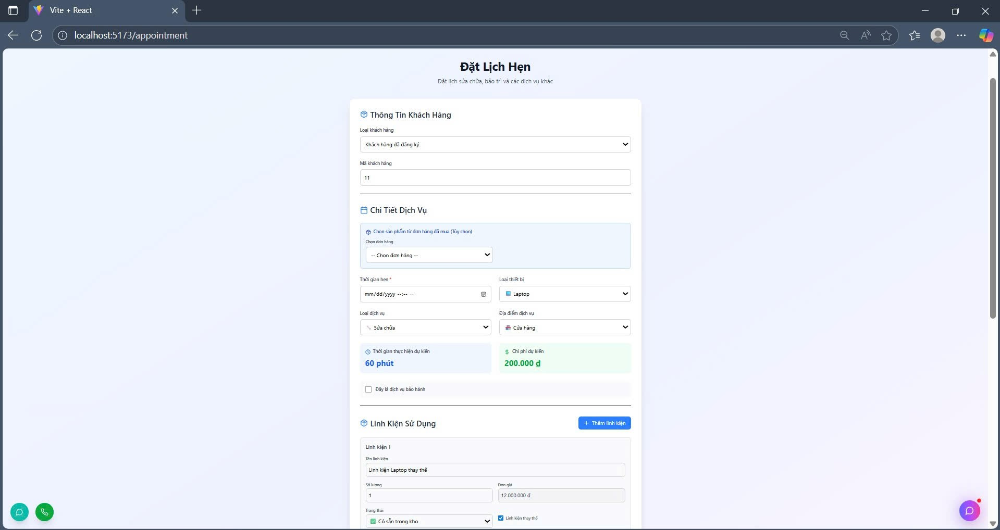 Vite + React
localhost:5173/appointment
Đặt Lịch Hẹn
Đặt lịch sửa chữa, bảo trì và các dịch vụ khác
Thông Tin Khách Hàng
Loại khách hàng
Khách hàng đã đăng ký
Mã khách hàng
11
Chi Tiết Dịch Vụ
Chọn sản phẩm từ đơn hàng đã mua (Tùy chọn)
Chọn đơn hàng
-- Chọn đơn hàng --
Thời gian hẹn *
Loại thiết bị
mm/dd/yyyy --:-- --
Laptop
Loại dịch vụ
Địa điểm dịch vụ
Sửa chữa
Cửa hàng
Thời gian thực hiện dự kiến
Chi phí dự kiến
60 phút
200.000 ₫
Đây là dịch vụ bảo hành
Linh Kiện Sử Dụng
+ Thêm linh kiện
Linh kiện 1
Tên linh kiện
Linh kiện Laptop thay thế
Số lượng
Đơn giá
1
12.000.000 ₫
Trạng thái
Có sẵn trong kho
Linh kiện thay thế